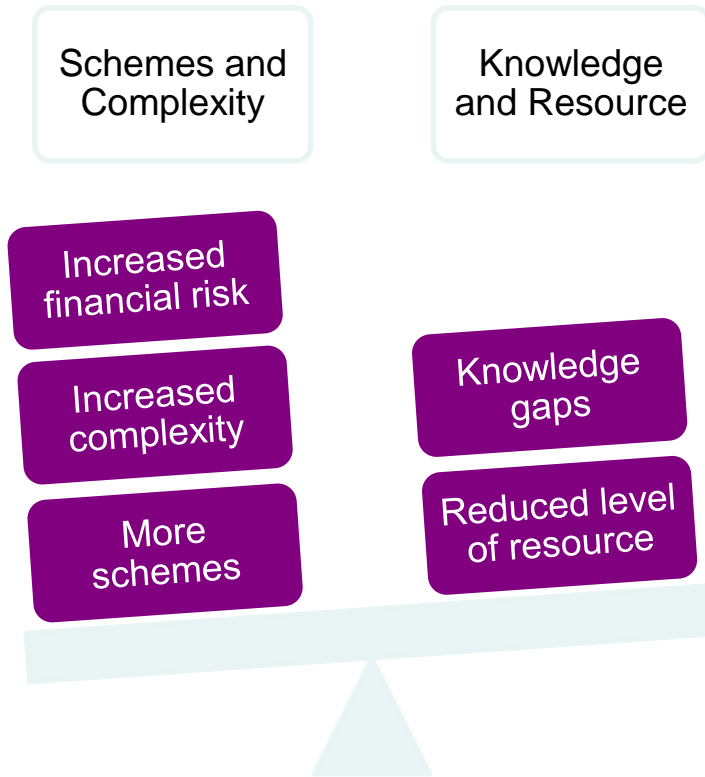 Schemes and
Complexity
Knowledge
and Resource
Increased
financial risk
Increased
complexity
More
schemes
Knowledge
gaps
Reduced level
of resource